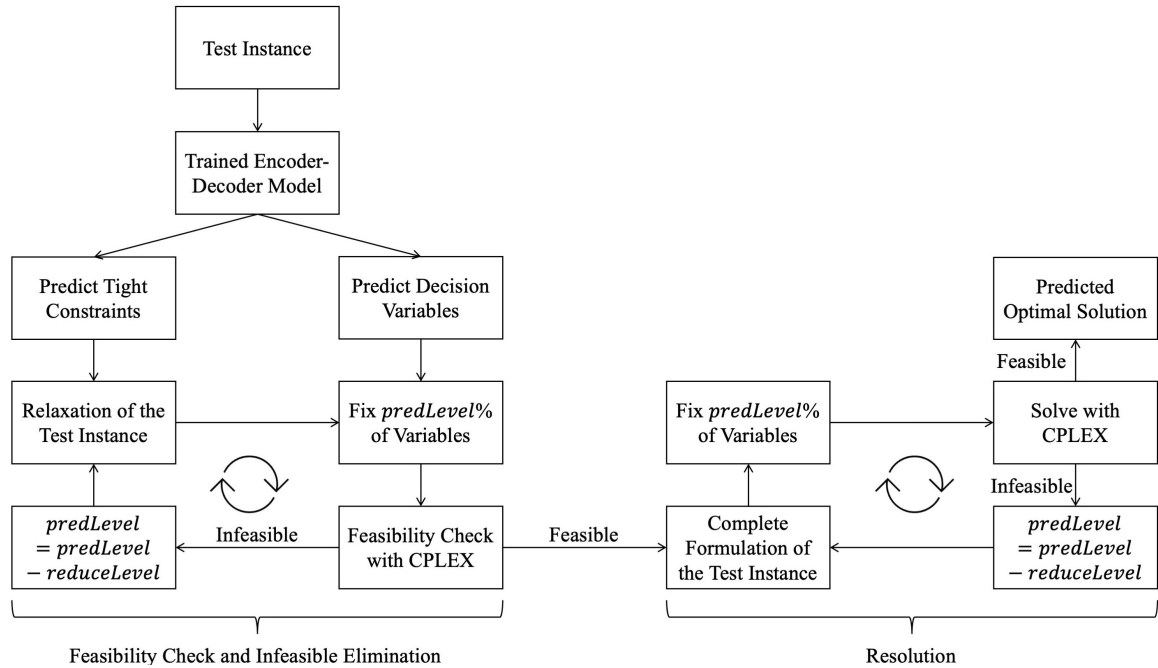 Test Instance
Trained Encoder-
Decoder Model
Predict Tight
Constraints
Predict Decision
Variables
Predicted
Optimal Solution
Feasible
Relaxation of the
Test Instance
Fix predLevel%
of Variables
Fix predLevel%
of Variables
Solve with
CPLEX
Infeasible
predLevel
= predLevel
− reduceLevel
Infeasible
Feasibility Check
with CPLEX
Feasible
Complete
Formulation of
the Test Instance
predLevel
= predLevel
− reduceLevel
Feasibility Check and Infeasible Elimination
Resolution